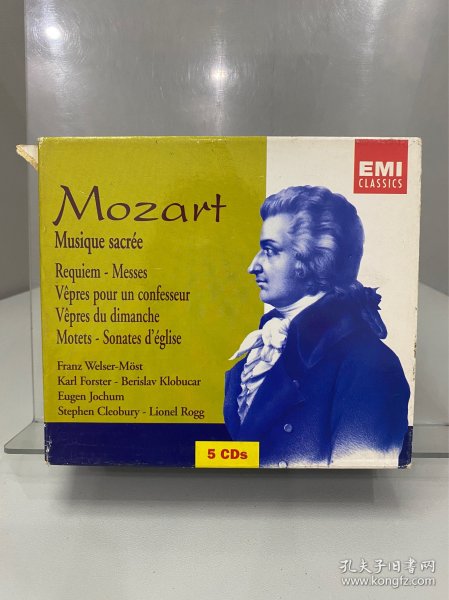 EMI
CLASSICS
Mozart
Musique sacrée
Requiem - Messes
Vêpres pour un confesseur
Vêpres du dimanche
Motets - Sonates d'église
Franz Welser-Möst
Karl Forster - Berislav Klobucar
Eugen Jochum
Stephen Cleobury - Lionel Rogg
5 CDs
孔夫子旧书网
www.kongfz.com